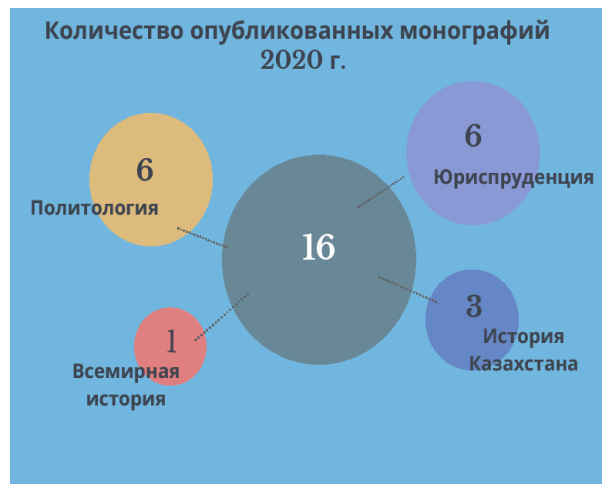 Количество опубликованных монографий
2020 г.
6
Политология
6
Юриспруденция
16
1
Всемирная
история
3
История
Казахстана